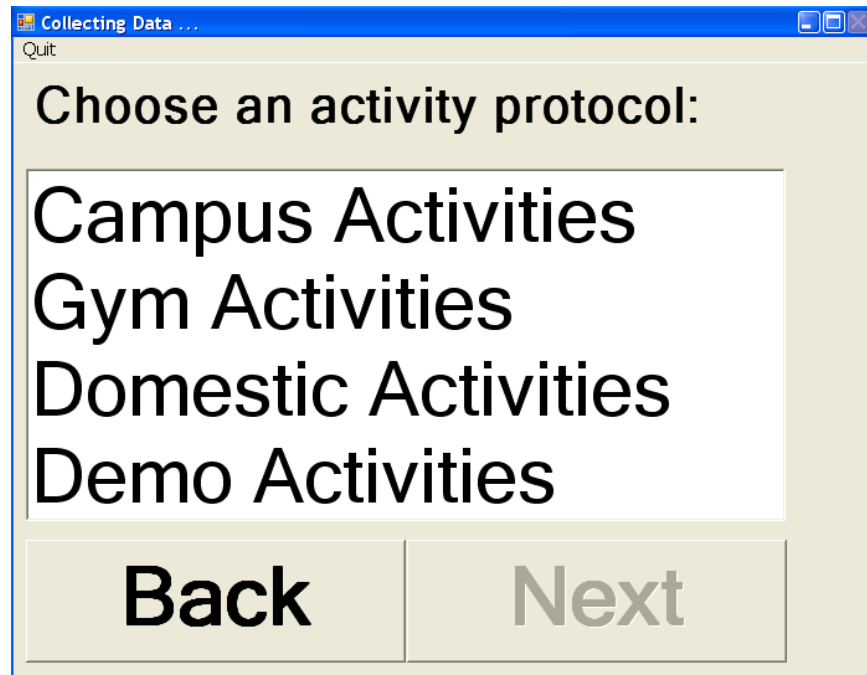 Collecting Data ...
Quit
Choose an activity protocol:
Campus Activities
Gym Activities
Domestic Activities
Demo Activities
Back
Next